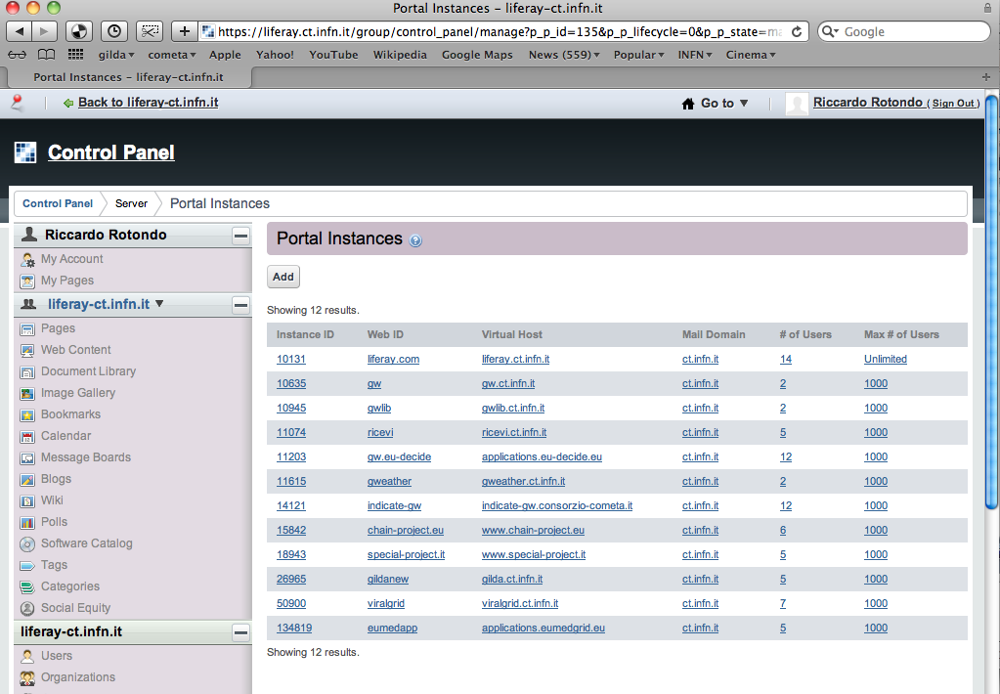 Portal Instances – liferay-ct.infn.it
https://liferay.ct.infn.it/group/control_panel/manage?p_p_id=135&p_p_lifecycle=0&p_p_state=ma
Google
gilda cometa Apple Yahoo! YouTube Wikipedia Google Maps News (559) Popular INFN Cinema
Portal Instances – liferay-ct.infn.it
Back to liferay-ct.infn.it Go to Riccardo Rotondo ( Sign Out )
Control Panel
Control Panel Server Portal Instances
Riccardo Rotondo
My Account
My Pages
liferay-ct.infn.it
Pages
Web Content
Document Library
Image Gallery
Bookmarks
Calendar
Message Boards
Blogs
Wiki
Polls
Software Catalog
Tags
Categories
Social Equity
liferay-ct.infn.it
Users
Organizations
Portal Instances ?
Add
Showing 12 results.
Instance ID Web ID Virtual Host Mail Domain # of Users Max # of Users
10131 liferay.com liferay.ct.infn.it ct.infn.it 14 Unlimited
10635 gw gw.ct.infn.it ct.infn.it 2 1000
10945 gwlib gwlib.ct.infn.it ct.infn.it 2 1000
11074 ricevi ricevi.ct.infn.it ct.infn.it 5 1000
11203 gw.eu-decide applications.eu-decide.eu ct.infn.it 12 1000
11615 gweather gweather.ct.infn.it ct.infn.it 2 1000
14121 indicate-gw indicate-gw.consorzio-cometa.it ct.infn.it 12 1000
15842 chain-project.eu www.chain-project.eu ct.infn.it 6 1000
18943 special-project.it www.special-project.it ct.infn.it 5 1000
26965 gildanew gilda.ct.infn.it ct.infn.it 5 1000
50900 viralgrid viralgrid.ct.infn.it ct.infn.it 7 1000
134819 eumedapp applications.eumedgrid.eu ct.infn.it 5 1000
Showing 12 results.